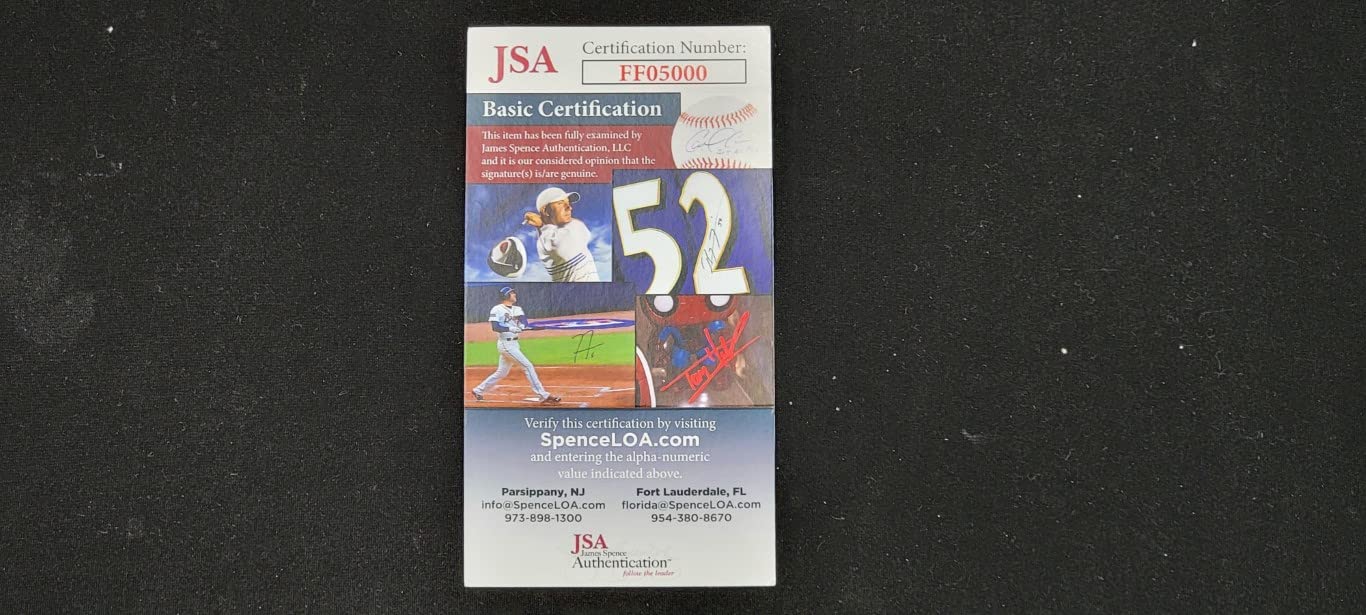 JSA
Certification Number:
FF05000
Basic Certification
This item has been fully examined by
James Spence Authentication, LLC
and it is our considered opinion that the
signature(s) is/are genuine.
52
Verify this certification by visiting
SpenceLOA.com
and entering the alpha-numeric
value indicated above.
Parsippany, NJ
info@SpenceLOA.com
973-898-1300
Fort Lauderdale, FL
florida@SpenceLOA.com
954-380-8670
JSA
James Spence
Authentication™
follow the leader